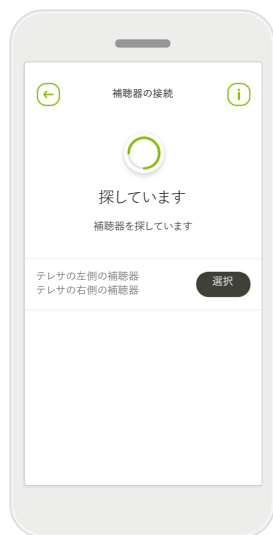 補聴器の接続
探しています
補聴器を探しています
テレサの左側の補聴器
テレサの右側の補聴器
選択